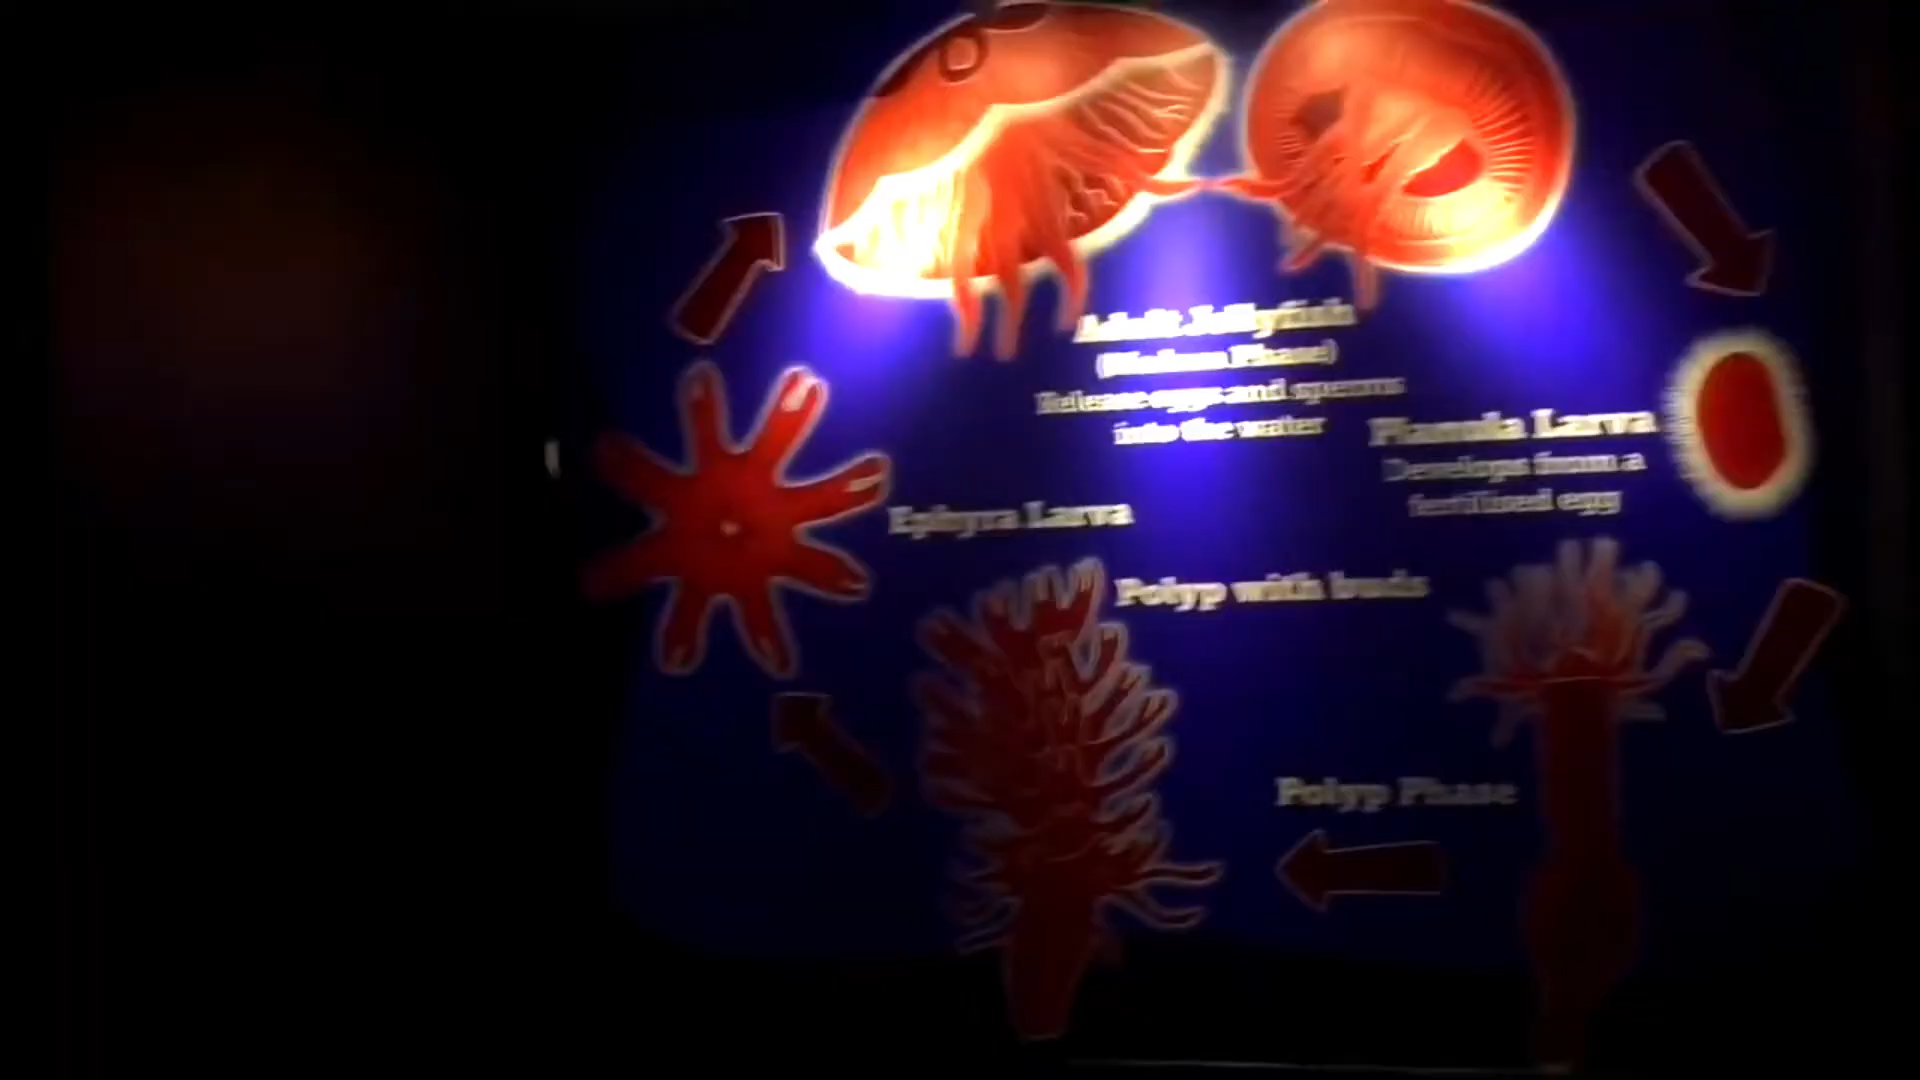 Adult Jellyfish
(Medusa Phase)
Release eggs and sperms
into the water
Planula Larva
Develops from a
fertilised egg
Ephyra Larva
Polyp with buds
Polyp Phase